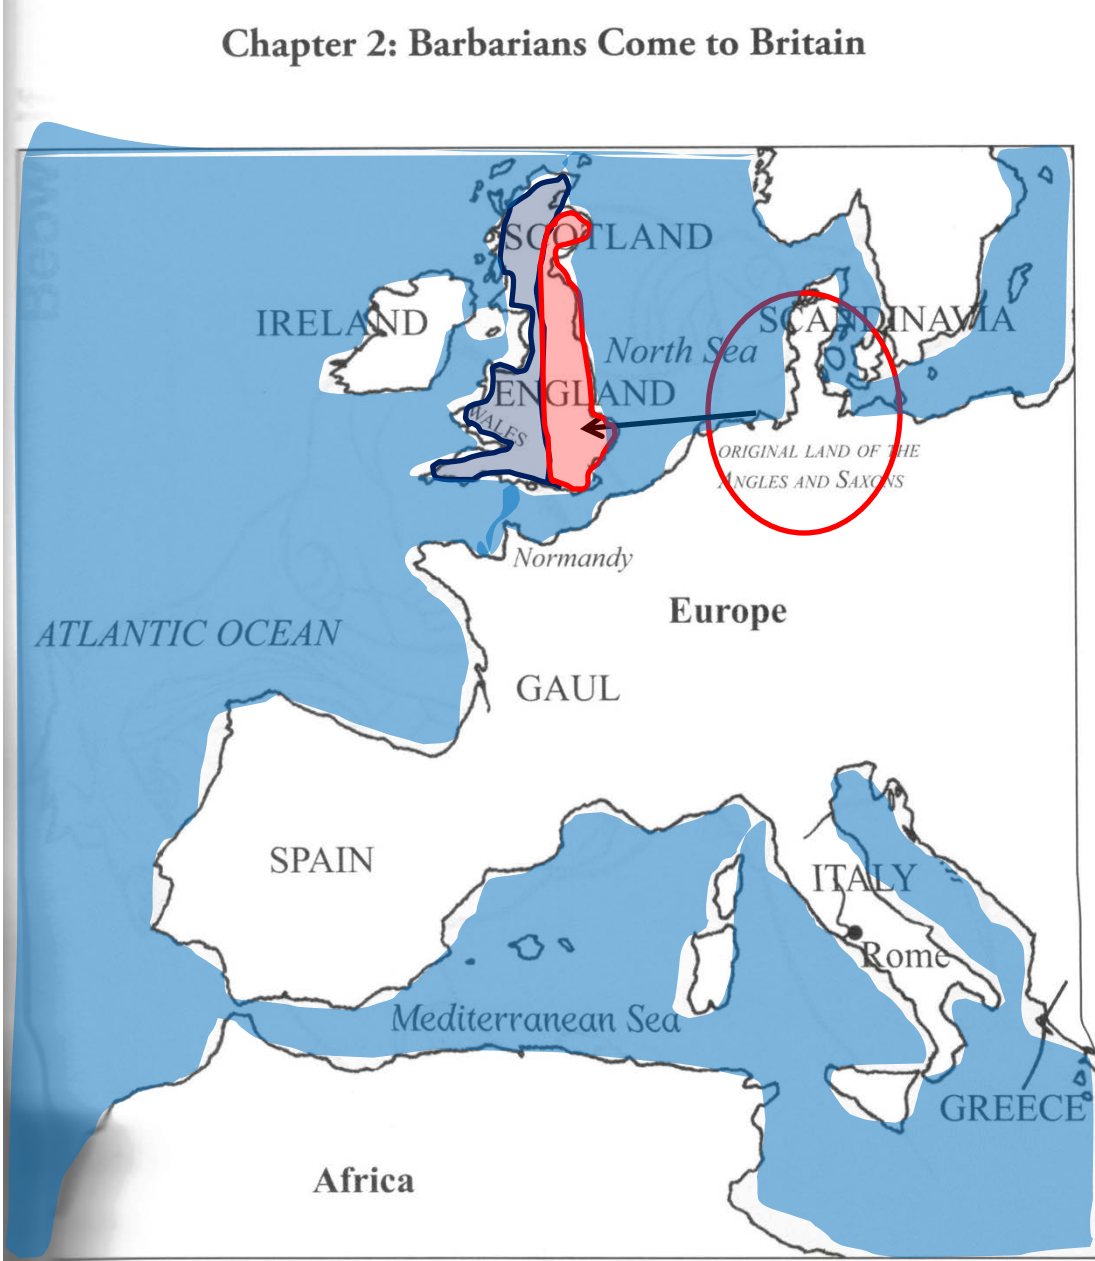 Chapter 2: Barbarians Come to Britain
SCOTLAND
IRELAND
SCANDINAVIA
North Sea
ENGLAND
WALES
ORIGINAL LAND OF THE
ANGLES AND SAXONS
Normandy
Europe
ATLANTIC OCEAN
GAUL
SPAIN
ITALY
Rome
Mediterranean Sea
GREECE
Africa